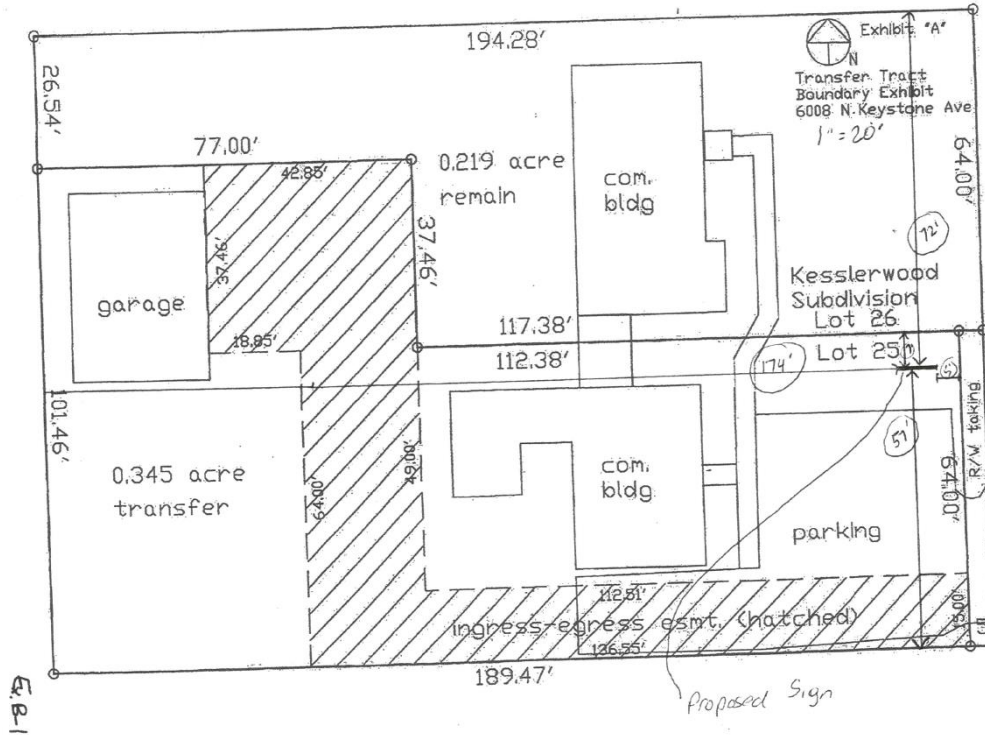 Exhibit "A"
194.28'
N
Transfer Tract
Boundary Exhibit
6008 N. Keystone Ave
1" = 20'
26.54'
77.00'
42.85'
0.219 acre
remain
com.
bldg
64.00'
72'
37.46'
37.46'
garage
Kesslerwood
Subdivision
Lot 26
117.38'
18.85'
112.38'
Lot 25
174'
101.46'
57'
R/W taking
0.345 acre
transfer
64.00'
49.00'
com.
bldg
64.00'
parking
112.51'
15.00'
ingress-egress esmt. (hatched)
136.55'
189.47'
Proposed Sign
Ex. B-1